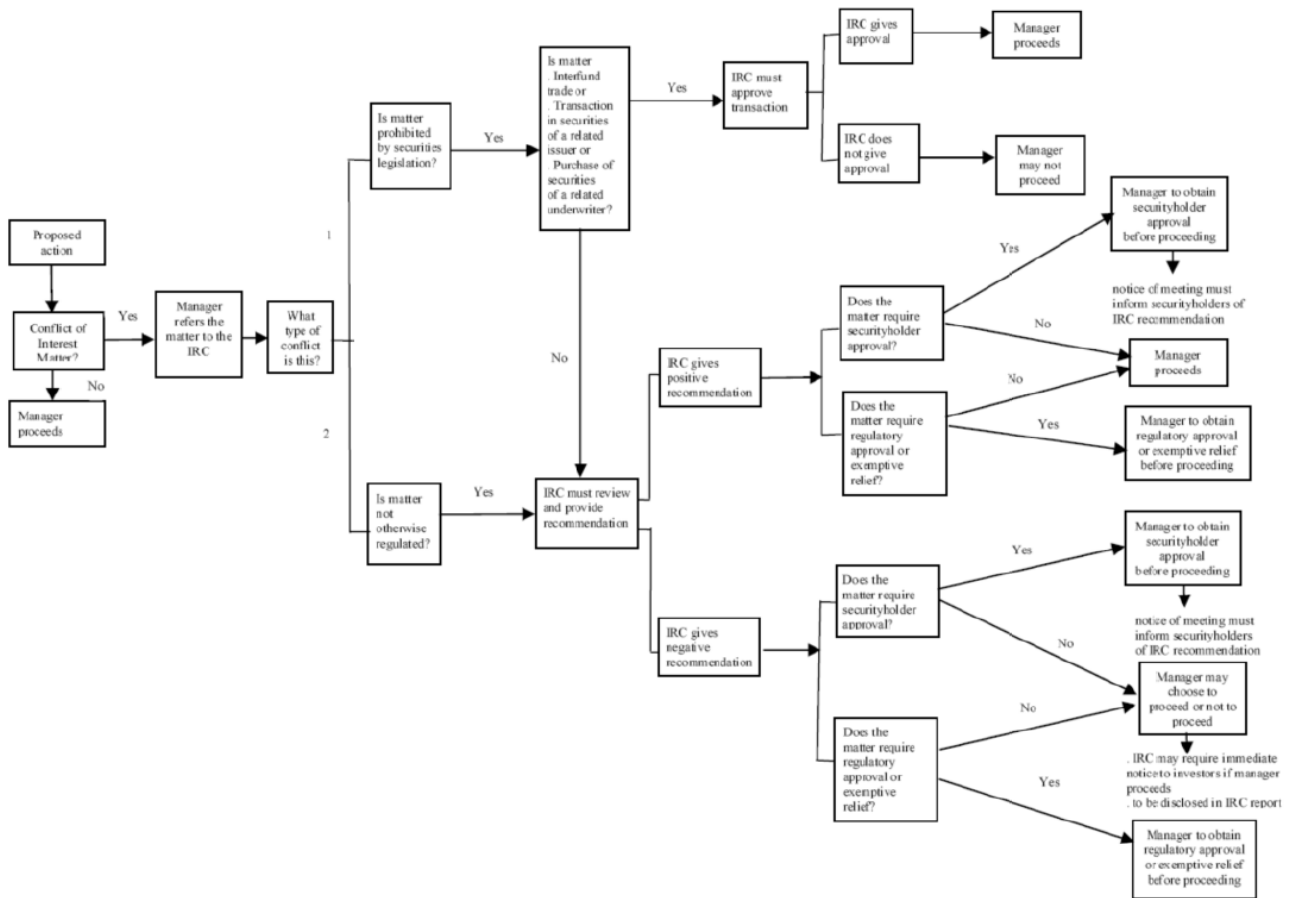 Proposed
action
Conflict of
Interest
Matter?
Yes
No
Manager
proceeds
Manager
refers the
matter to the
IRC
What
type of
conflict
is this?
1
2
Is matter
prohibited
by securities
legislation?
Yes
Is matter
. Interfund
trade or
. Transaction
in securities
of a related
issuer or
. Purchase of
securities
of a related
underwriter?
Yes
No
IRC must
approve
transaction
IRC gives
approval
Manager
proceeds
IRC does
not give
approval
Manager
may not
proceed
Is matter
not
otherwise
regulated?
Yes
IRC must review
and provide
recommendation
IRC gives
positive
recommendation
Does the
matter require
securityholder
approval?
Yes
Manager to obtain
securityholder
approval
before proceeding
notice of meeting must
inform securityholders of
IRC recommendation
No
Manager
proceeds
Does the
matter require
regulatory
approval or
exemptive
relief?
No
Yes
Manager to obtain
regulatory approval
or exemptive relief
before proceeding
IRC gives
negative
recommendation
Does the
matter require
securityholder
approval?
Yes
Manager to obtain
securityholder
approval
before proceeding
notice of meeting must
inform securityholders
of IRC recommendation
No
Manager may
choose to
proceed or not to
proceed
. IRC may require immediate
notice to investors if manager
proceeds
. to be disclosed in IRC report
Does the
matter require
regulatory
approval or
exemptive
relief?
No
Yes
Manager to obtain
regulatory approval
or exemptive relief
before proceeding